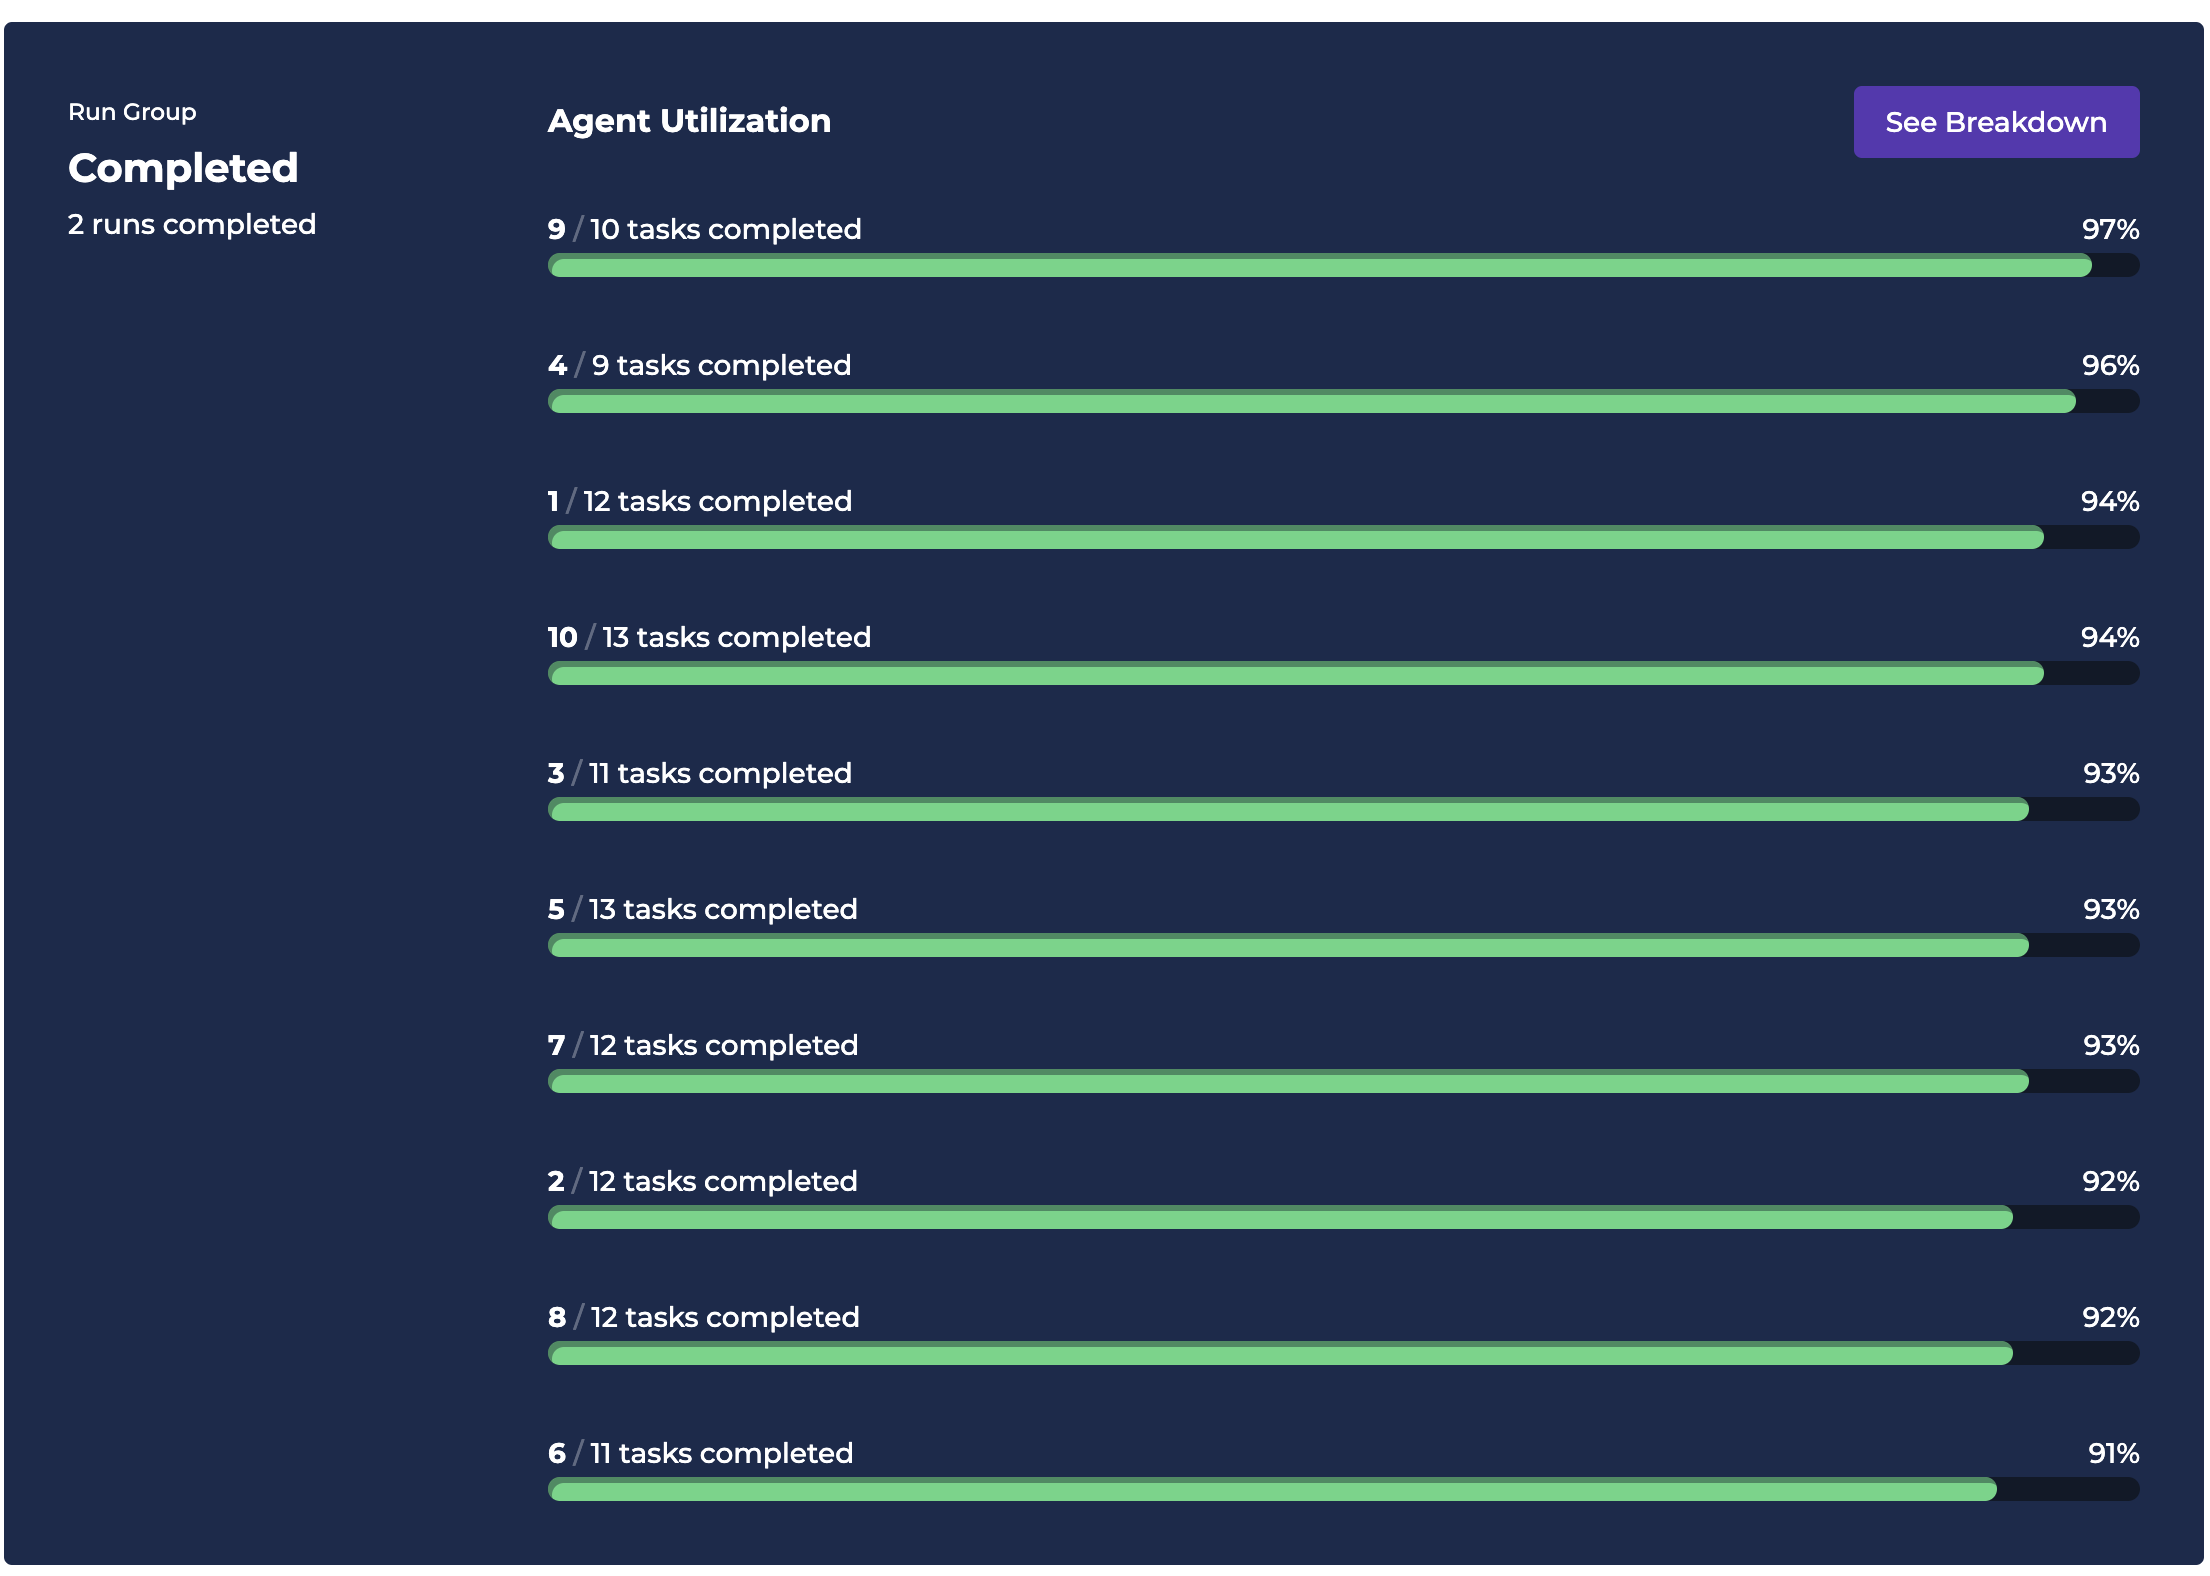 Run Group
Completed
2 runs completed
Agent Utilization
See Breakdown
9 / 10 tasks completed 97%
4 / 9 tasks completed 96%
1 / 12 tasks completed 94%
10 / 13 tasks completed 94%
3 / 11 tasks completed 93%
5 / 13 tasks completed 93%
7 / 12 tasks completed 93%
2 / 12 tasks completed 92%
8 / 12 tasks completed 92%
6 / 11 tasks completed 91%